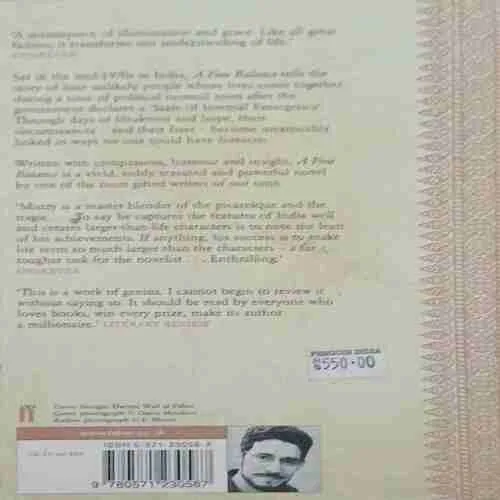 'A masterpiece of illumination and grace. Like all great
fiction, it transforms our understanding of life.'
Set in the mid-1970s in India, A Fine Balance tells the
story of four unlikely people whose lives come together
during a time of political turmoil soon after the
government declares a 'State of Internal Emergency'.
Through days of bleakness and hope, their
circumstances – and their fates – become inextricably
linked in ways no one could have foreseen.
Written with compassion, humour and insight, A Fine
Balance is a vivid, richly textured and powerful novel
by one of the most gifted writers of our time.
'Mistry is a master blender of the picaresque and the
tragic. . . . To say he captures the textures of India well
and creates larger-than-life characters is to note the least
of his achievements. If anything, his success is to make
life seem so much larger than the characters – a far
tougher task for the novelist . . . Enthralling.'
'This is a work of genius. I cannot begin to review it
without saying so. It should be read by everyone who
loves books, win every prize, make its author
a millionaire.' LITERARY REVIEW
PENGUIN INDIA
550.00
ff
9 780571 230587